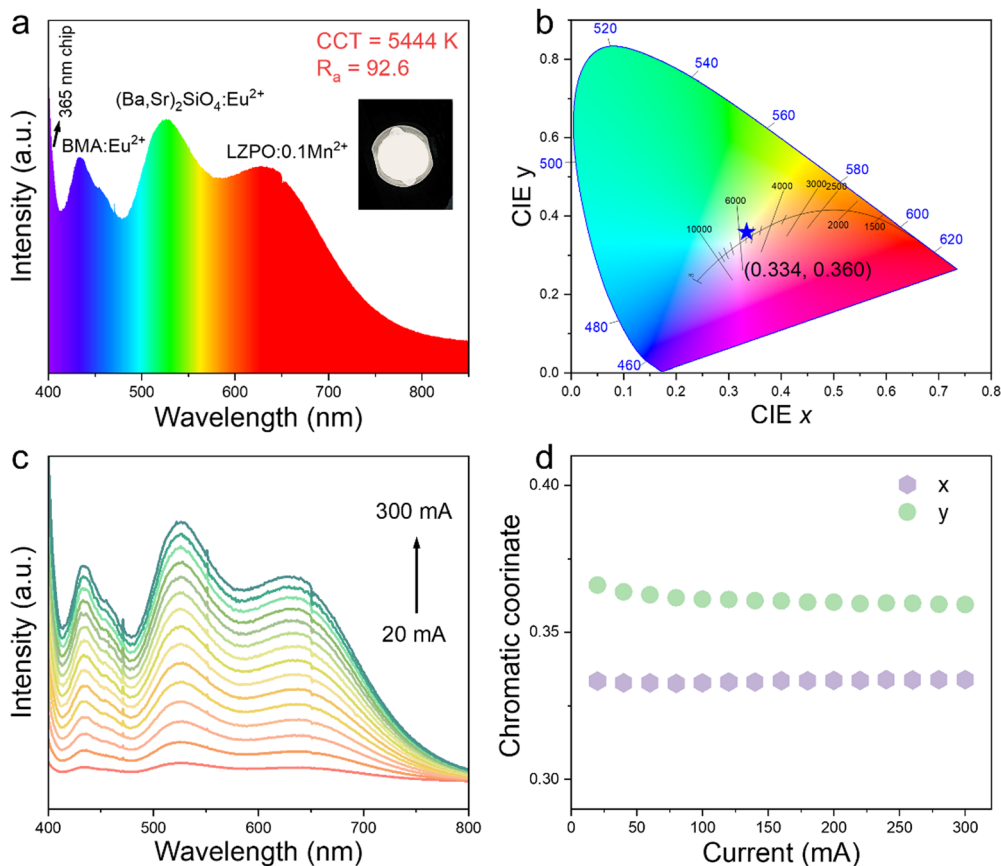 a
365 nm chip
BMA:Eu²⁺
(Ba,Sr)₂SiO₄:Eu²⁺
LZPO:0.1Mn²⁺
CCT = 5444 K
Rₐ = 92.6
Intensity (a.u.)
400 500 600 700 800
Wavelength (nm)
b
520
540
560
580
600
620
500
480
460
10000
6000
4000
3000
2500
2000
1500
(0.334, 0.360)
CIE y
0.8
0.6
0.4
0.2
0.0
0.0 0.1 0.2 0.3 0.4 0.5 0.6 0.7 0.8
CIE x
c
300 mA
20 mA
Intensity (a.u.)
400 500 600 700 800
Wavelength (nm)
d
x
y
Chromatic coorinate
0.40
0.35
0.30
0 50 100 150 200 250 300
Current (mA)